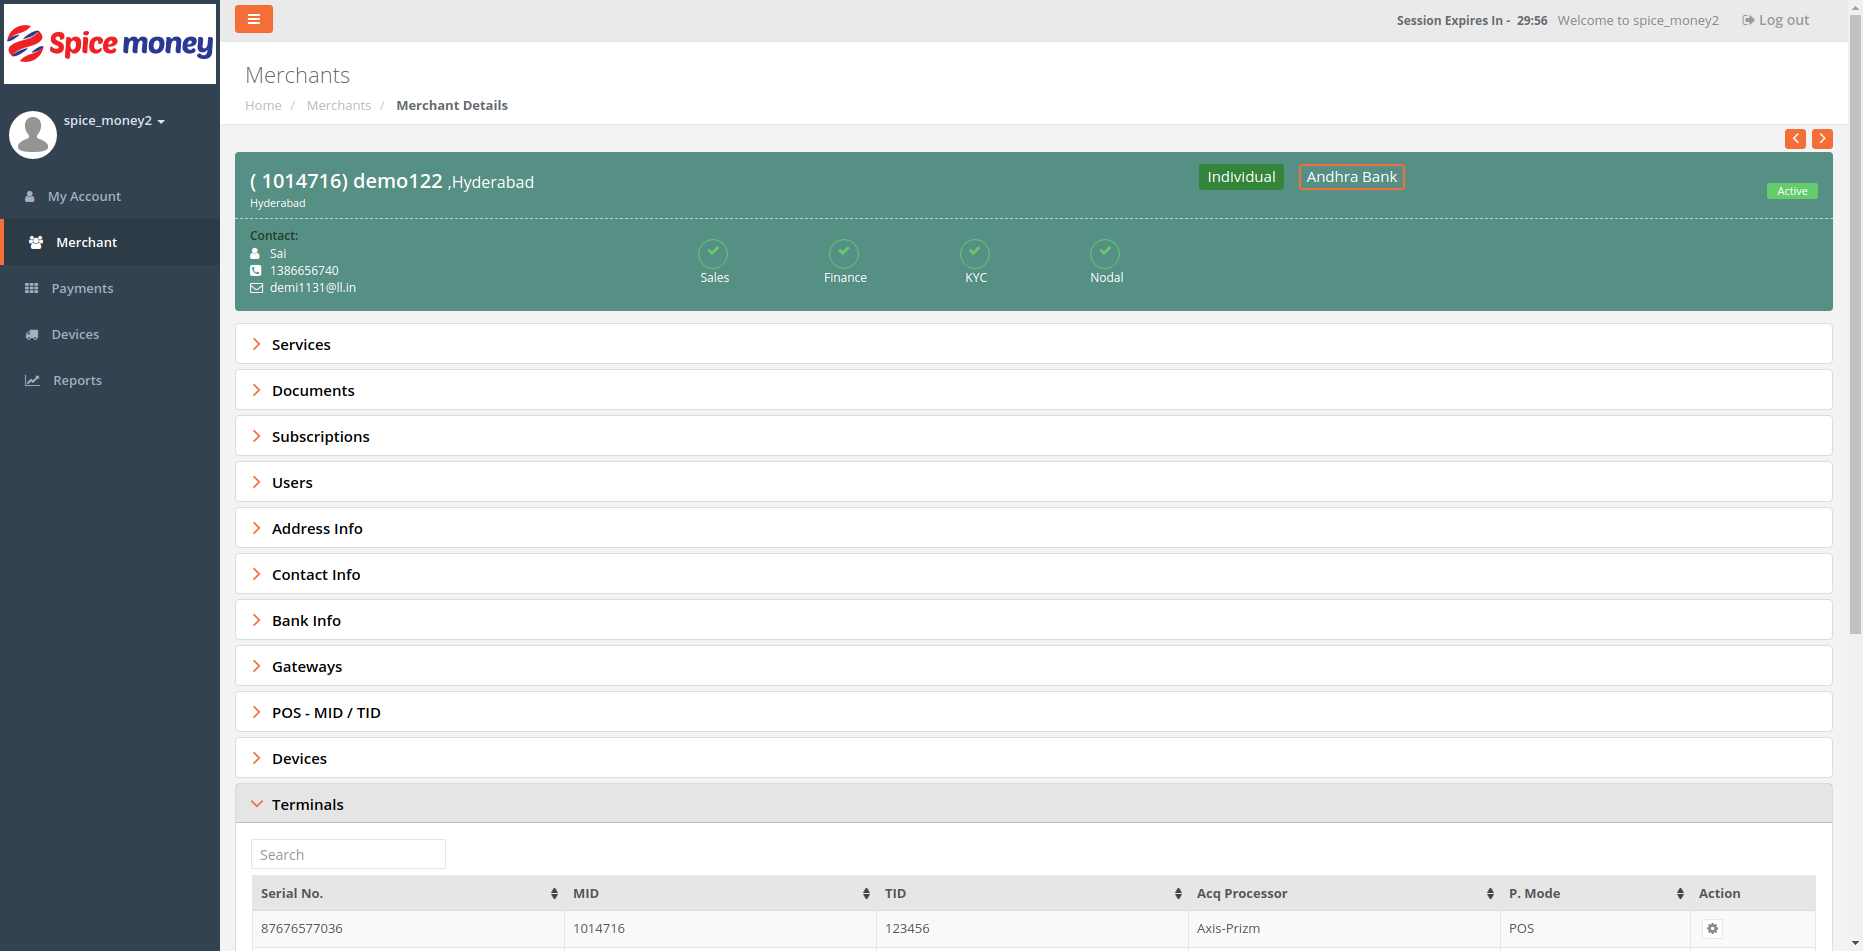 Spice money
Session Expires In - 29:56 Welcome to spice_money2 Log out
spice_money2
My Account
Merchant
Payments
Devices
Reports
Merchants
Home / Merchants / Merchant Details
( 1014716) demo122 ,Hyderabad
Hyderabad
Individual
Andhra Bank
Active
Contact:
Sai
1386656740
demi1131@ll.in
Sales
Finance
KYC
Nodal
Services
Documents
Subscriptions
Users
Address Info
Contact Info
Bank Info
Gateways
POS - MID / TID
Devices
Terminals
Search
Serial No. MID TID Acq Processor P. Mode Action
87676577036 1014716 123456 Axis-Prizm POS